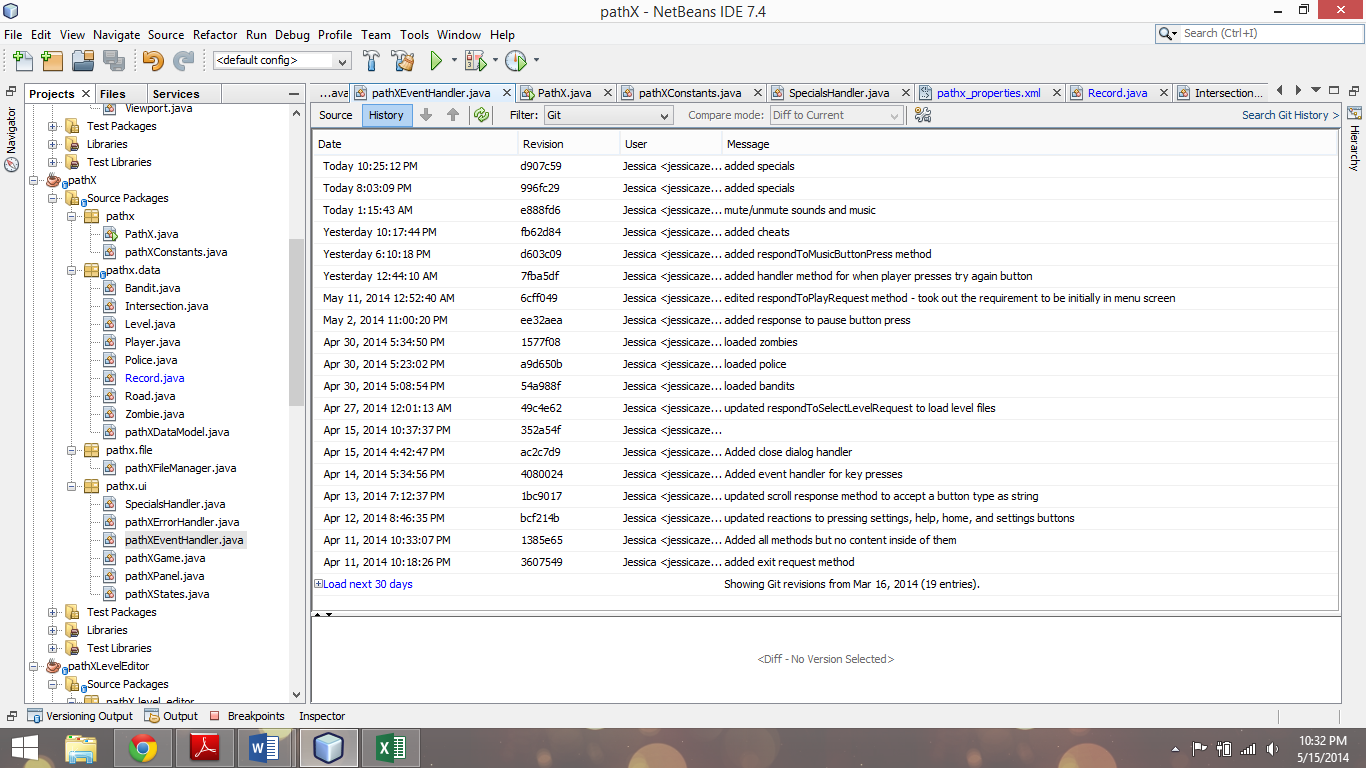 pathX - NetBeans IDE 7.4
File Edit View Navigate Source Refactor Run Debug Profile Team Tools Window Help
Search (Ctrl+I)
<default config>
Projects Files Services
Navigator
Viewport.java
Test Packages
Libraries
Test Libraries
pathX
Source Packages
pathx
PathX.java
pathXConstants.java
pathx.data
Bandit.java
Intersection.java
Level.java
Player.java
Police.java
Record.java
Road.java
Zombie.java
pathXDataModel.java
pathx.file
pathXFileManager.java
pathx.ui
SpecialsHandler.java
pathXErrorHandler.java
pathXEventHandler.java
pathXGame.java
pathXPanel.java
pathXStates.java
Test Packages
Libraries
Test Libraries
pathXLevelEditor
Source Packages
pathX.level_editor
...ava pathXEventHandler.java PathX.java pathXConstants.java SpecialsHandler.java pathx_properties.xml Record.java Intersection...
Source History Filter: Git Compare mode: Diff to Current Search Git History >
Hierarchy
Date Revision User Message
Today 10:25:12 PM d907c59 Jessica <jessicaze... added specials
Today 8:03:09 PM 996fc29 Jessica <jessicaze... added specials
Today 1:15:43 AM e888fd6 Jessica <jessicaze... mute/unmute sounds and music
Yesterday 10:17:44 PM fb62d84 Jessica <jessicaze... added cheats
Yesterday 6:10:18 PM d603c09 Jessica <jessicaze... added respondToMusicButtonPress method
Yesterday 12:44:10 AM 7fba5df Jessica <jessicaze... added handler method for when player presses try again button
May 11, 2014 12:52:40 AM 6cff049 Jessica <jessicaze... edited respondToPlayRequest method - took out the requirement to be initially in menu screen
May 2, 2014 11:00:20 PM ee32aea Jessica <jessicaze... added response to pause button press
Apr 30, 2014 5:34:50 PM 1577f08 Jessica <jessicaze... loaded zombies
Apr 30, 2014 5:23:02 PM a9d650b Jessica <jessicaze... loaded police
Apr 30, 2014 5:08:54 PM 54a988f Jessica <jessicaze... loaded bandits
Apr 27, 2014 12:01:13 AM 49c4e62 Jessica <jessicaze... updated respondToSelectLevelRequest to load level files
Apr 15, 2014 10:37:37 PM 352a54f Jessica <jessicaze...
Apr 15, 2014 4:42:47 PM ac2c7d9 Jessica <jessicaze... Added close dialog handler
Apr 14, 2014 5:34:56 PM 4080024 Jessica <jessicaze... Added event handler for key presses
Apr 13, 2014 7:12:37 PM 1bc9017 Jessica <jessicaze... updated scroll response method to accept a button type as string
Apr 12, 2014 8:46:35 PM bcf214b Jessica <jessicaze... updated reactions to pressing settings, help, home, and settings buttons
Apr 11, 2014 10:33:07 PM 1385e65 Jessica <jessicaze... Added all methods but no content inside of them
Apr 11, 2014 10:18:26 PM 3607549 Jessica <jessicaze... added exit request method
Load next 30 days Showing Git revisions from Mar 16, 2014 (19 entries).
<Diff - No Version Selected>
Versioning Output Output Breakpoints Inspector
10:32 PM
5/15/2014